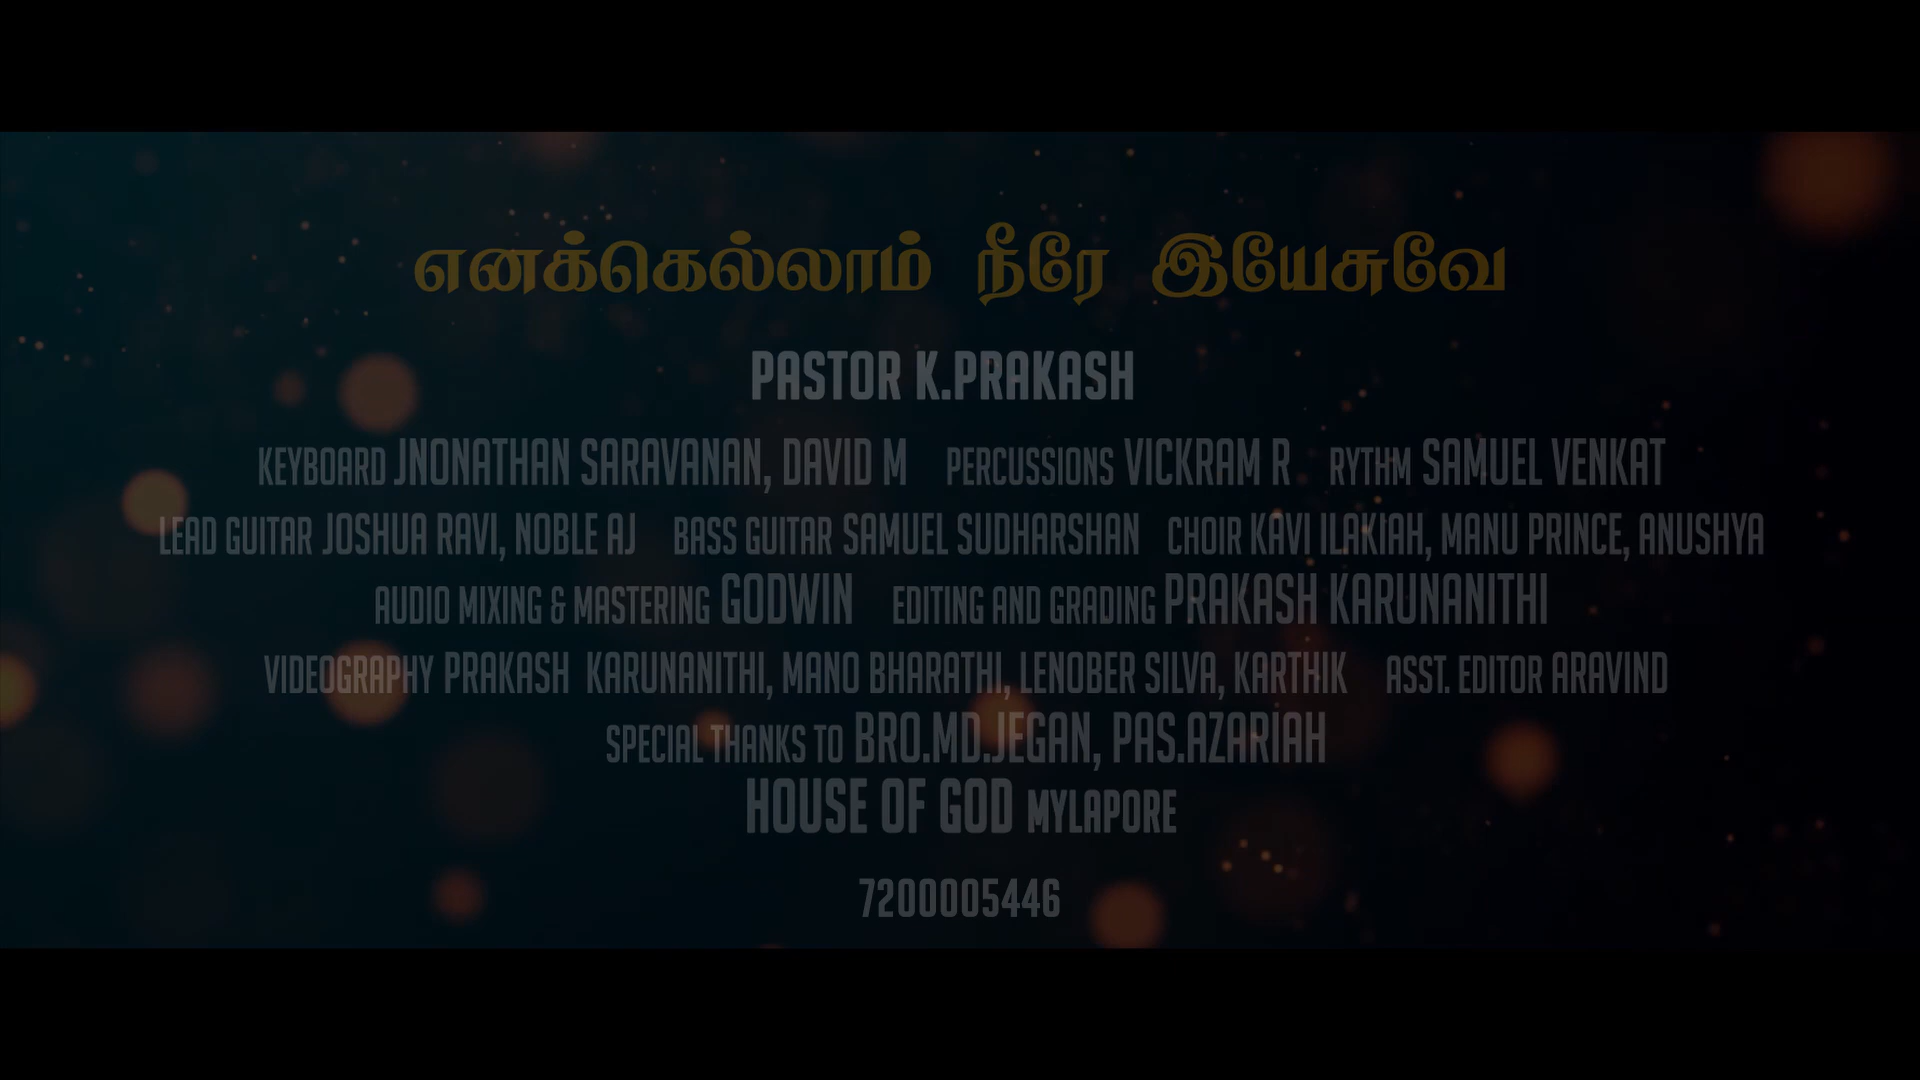 எனக்கெல்லாம் நீரே இயேசுவே
PASTOR K.PRAKASH
KEYBOARD JNONATHAN SARAVANAN, DAVID M PERCUSSIONS VICKRAM R RYTHM SAMUEL VENKAT
LEAD GUITAR JOSHUA RAVI, NOBLE AJ BASS GUITAR SAMUEL SUDHARSHAN CHOIR KAVI ILAKIAH, MANU PRINCE, ANUSHYA
AUDIO MIXING & MASTERING GODWIN EDITING AND GRADING PRAKASH KARUNANITHI
VIDEOGRAPHY PRAKASH KARUNANITHI, MANO BHARATHI, LENOBER SILVA, KARTHIK ASST. EDITOR ARAVIND
SPECIAL THANKS TO BRO.MD.JEGAN, PAS.AZARIAH
HOUSE OF GOD MYLAPORE
7200005446